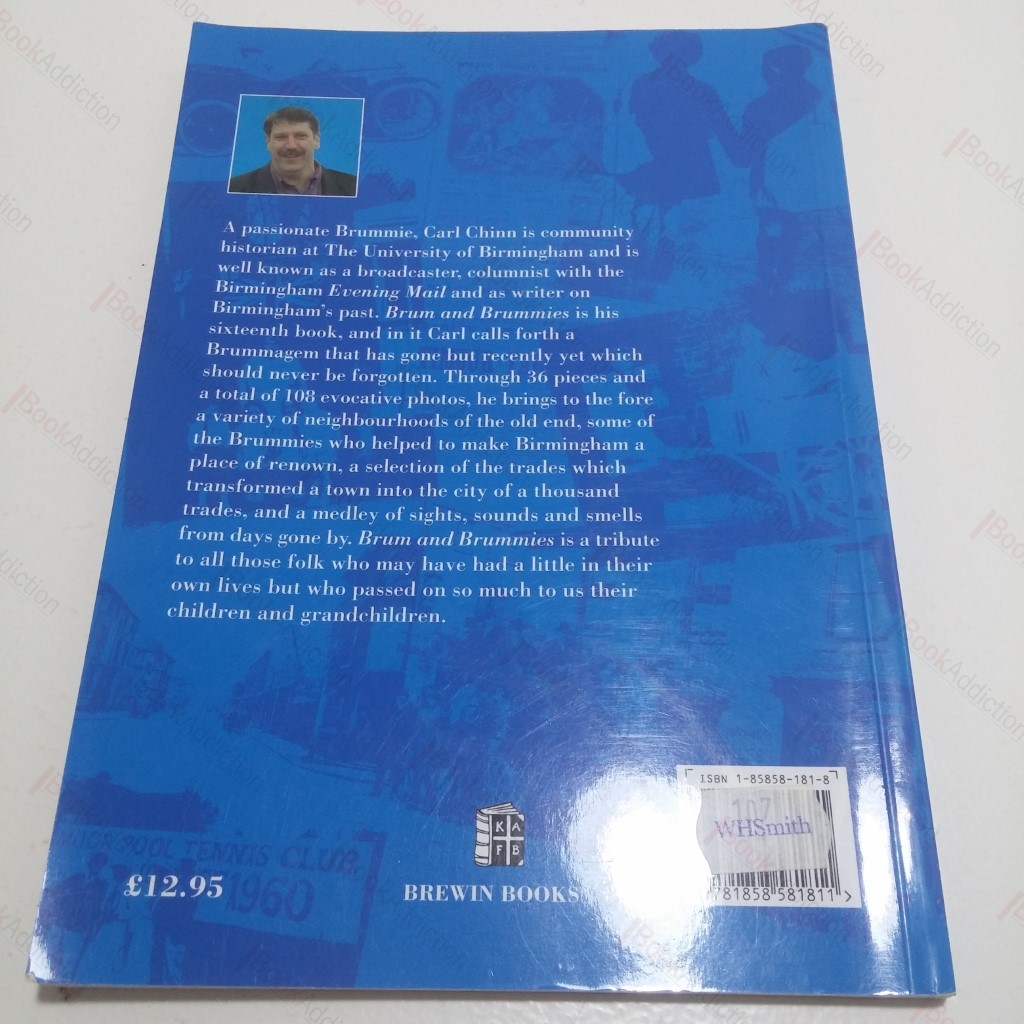 A passionate Brummie, Carl Chinn is community
historian at The University of Birmingham and is
well known as a broadcaster, columnist with the
Birmingham Evening Mail and as writer on
Birmingham's past. Brum and Brummies is his
sixteenth book, and in it Carl calls forth a
Brummagem that has gone but recently yet which
should never be forgotten. Through 36 pieces and
a total of 108 evocative photos, he brings to the fore
a variety of neighbourhoods of the old end, some of
the Brummies who helped to make Birmingham a
place of renown, a selection of the trades which
transformed a town into the city of a thousand
trades, and a medley of sights, sounds and smells
from days gone by. Brum and Brummies is a tribute
to all those folk who may have had a little in their
own lives but who passed on so much to us their
children and grandchildren.
ISBN 1-85858-181-8
107
WHSmith
781858 581811 >
K A
F B
POOL TENNIS CLUB
1960
£12.95
BREWIN BOOKS
BookAddiction